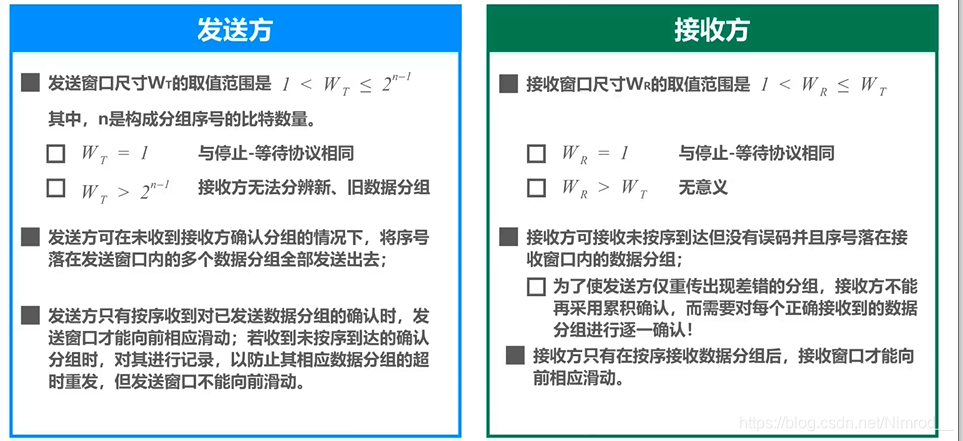 发送方
发送窗口尺寸WT的取值范围是 1 < W_T ≤ 2^{n-1}
其中，n是构成分组序号的比特数量。
W_T = 1 与停止-等待协议相同
W_T > 2^{n-1} 接收方无法分辨新、旧数据分组
发送方可在未收到接收方确认分组的情况下，将序号
落在发送窗口内的多个数据分组全部发送出去；
发送方只有按序收到对已发送数据分组的确认时，发
送窗口才能向前相应滑动；若收到未按序到达的确认
分组时，对其进行记录，以防止其相应数据分组的超
时重发，但发送窗口不能向前滑动。
接收方
接收窗口尺寸WR的取值范围是 1 < W_R ≤ W_T
W_R = 1 与停止-等待协议相同
W_R > W_T 无意义
接收方可接收未按序到达但没有误码并且序号落在接
收窗口内的数据分组；
为了使发送方仅重传出现差错的分组，接收方不能
再采用累积确认，而需要对每个正确接收到的数据
分组进行逐一确认！
接收方只有在按序接收数据分组后，接收窗口才能向
前相应滑动。
https://blog.csdn.net/Nimrod__